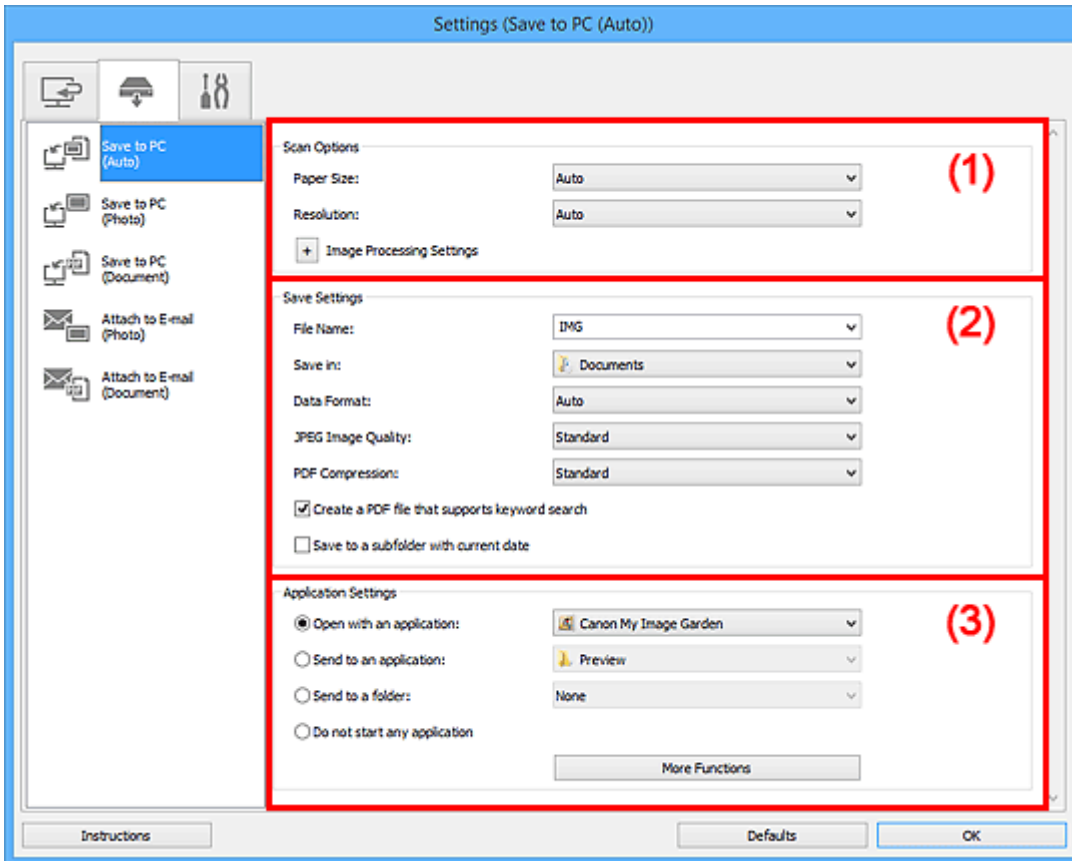 Settings (Save to PC (Auto))
Save to PC
(Auto)
Save to PC
(Photo)
Save to PC
(Document)
Attach to E-mail
(Photo)
Attach to E-mail
(Document)
Scan Options
(1)
Paper Size: Auto
Resolution: Auto
+ Image Processing Settings
Save Settings
(2)
File Name: IMG
Save in: Documents
Data Format: Auto
JPEG Image Quality: Standard
PDF Compression: Standard
Create a PDF file that supports keyword search
Save to a subfolder with current date
Application Settings
(3)
Open with an application: Canon My Image Garden
Send to an application: Preview
Send to a folder: None
Do not start any application
More Functions
Instructions Defaults OK